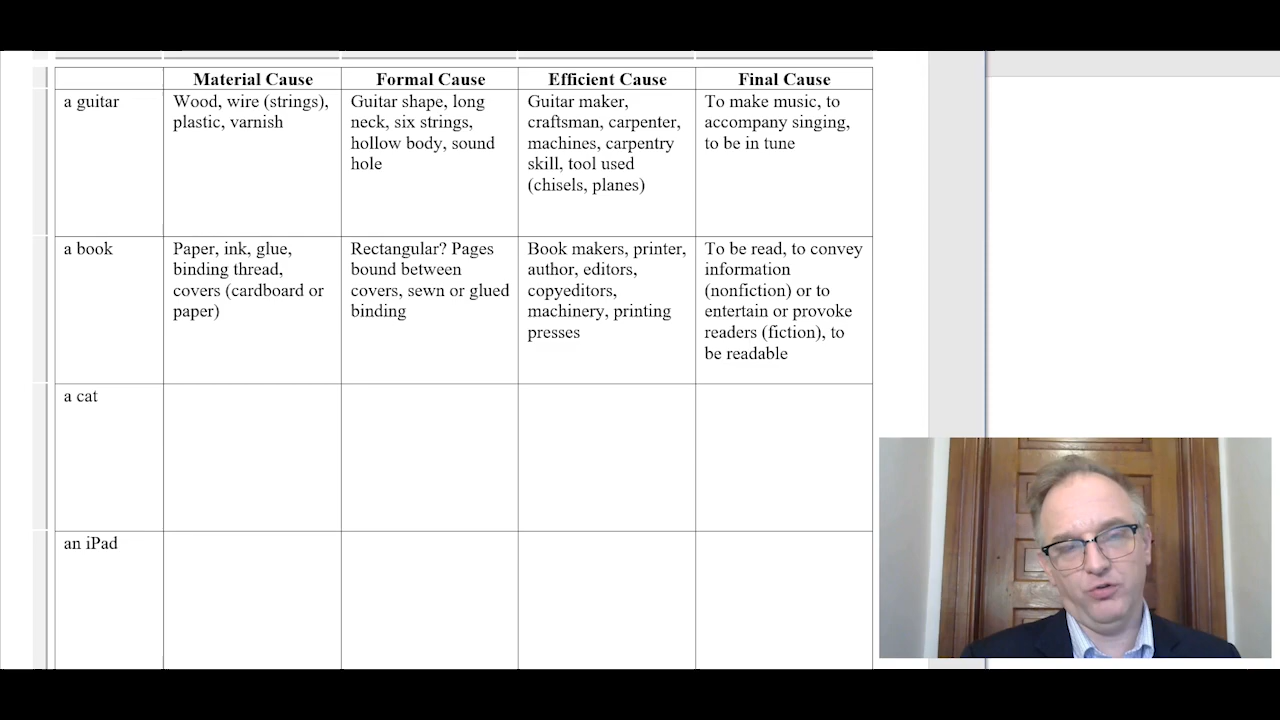 Material Cause Formal Cause Efficient Cause Final Cause
a guitar
Wood, wire (strings),
plastic, varnish
Guitar shape, long
neck, six strings,
hollow body, sound
hole
Guitar maker,
craftsman, carpenter,
machines, carpentry
skill, tool used
(chisels, planes)
To make music, to
accompany singing,
to be in tune
a book
Paper, ink, glue,
binding thread,
covers (cardboard or
paper)
Rectangular? Pages
bound between
covers, sewn or glued
binding
Book makers, printer,
author, editors,
copyeditors,
machinery, printing
presses
To be read, to convey
information
(nonfiction) or to
entertain or provoke
readers (fiction), to
be readable
a cat
an iPad